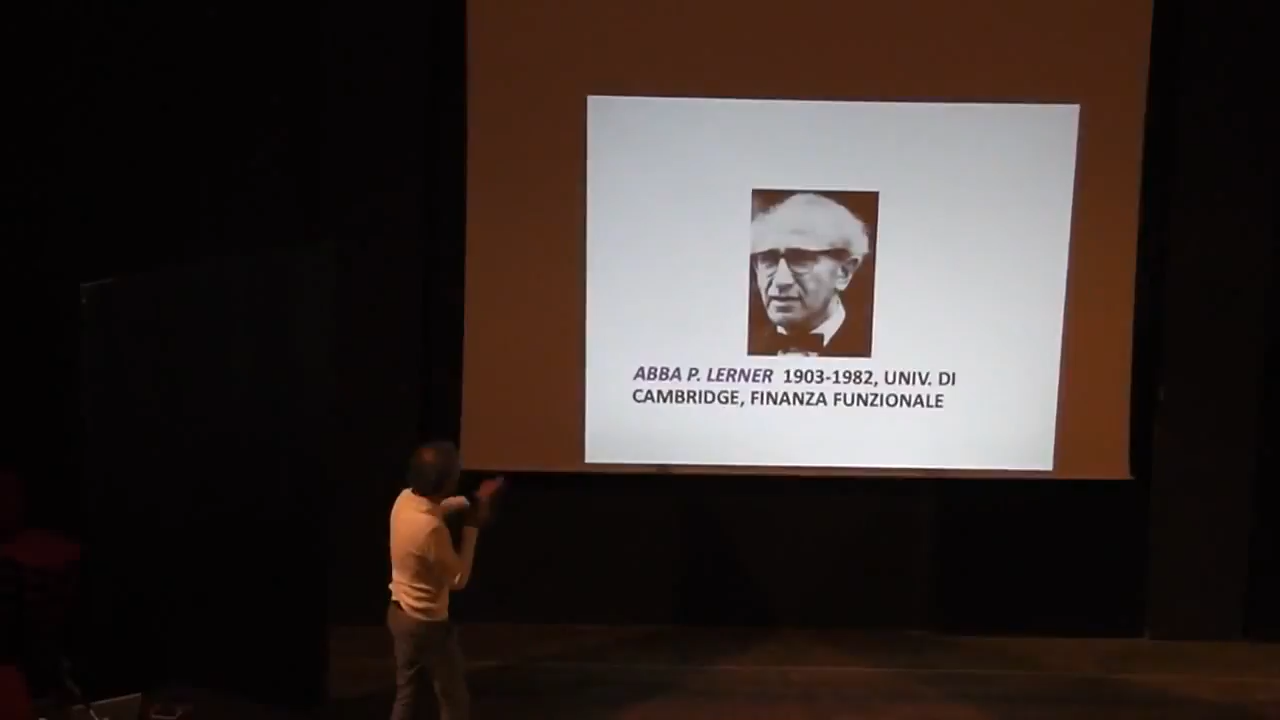 ABBA P. LERNER 1903-1982, UNIV. DI
CAMBRIDGE, FINANZA FUNZIONALE